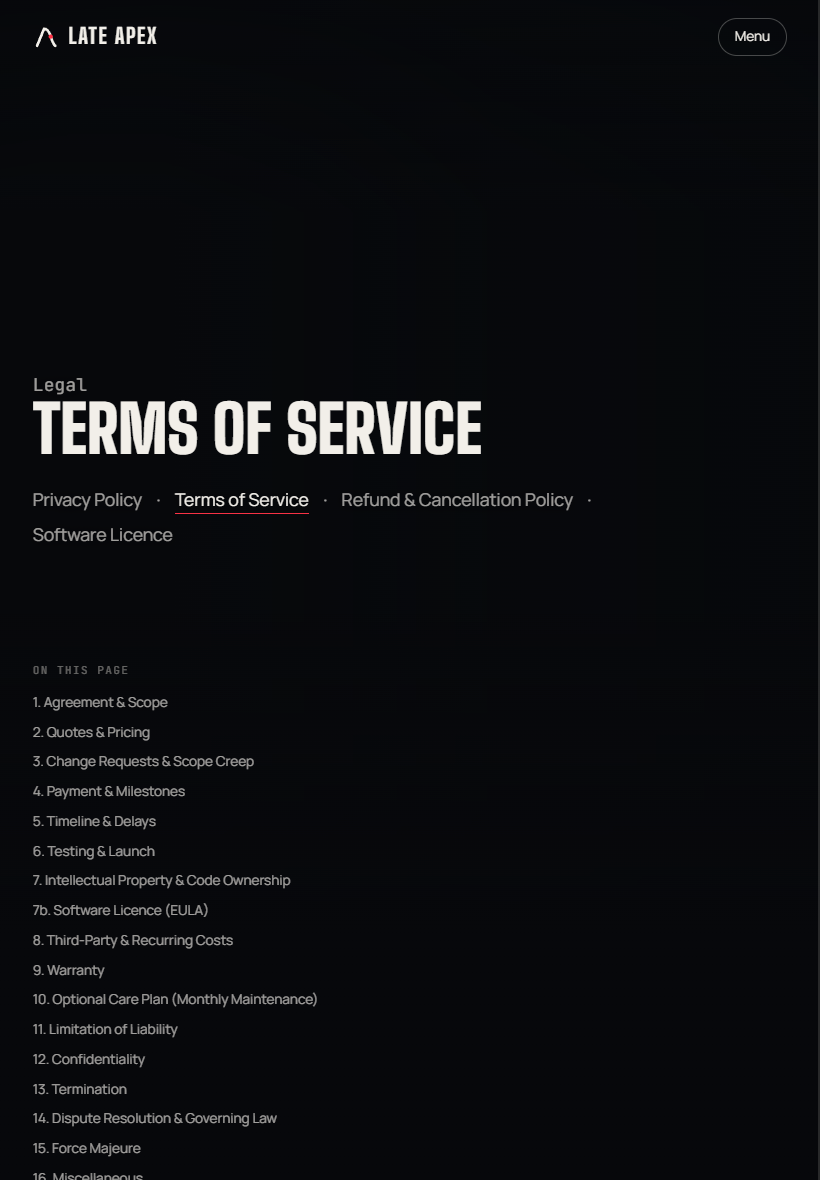 LATE APEX
Menu
Legal
TERMS OF SERVICE
Privacy Policy · Terms of Service · Refund & Cancellation Policy ·
Software Licence
ON THIS PAGE
1. Agreement & Scope
2. Quotes & Pricing
3. Change Requests & Scope Creep
4. Payment & Milestones
5. Timeline & Delays
6. Testing & Launch
7. Intellectual Property & Code Ownership
7b. Software Licence (EULA)
8. Third-Party & Recurring Costs
9. Warranty
10. Optional Care Plan (Monthly Maintenance)
11. Limitation of Liability
12. Confidentiality
13. Termination
14. Dispute Resolution & Governing Law
15. Force Majeure
16. Miscellaneous